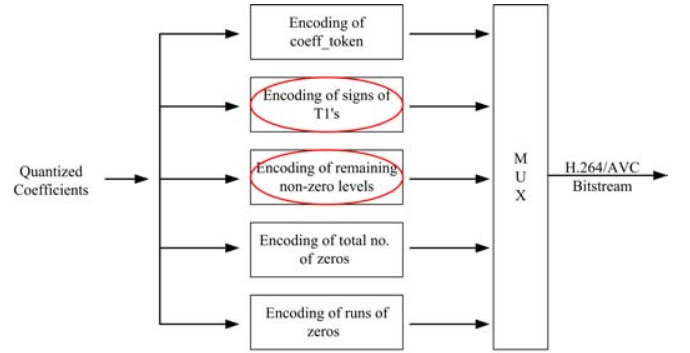 Encoding of
coeff_token
Encoding of signs of
T1's
Quantized
Coefficients
Encoding of remaining
non-zero levels
Encoding of total no.
of zeros
Encoding of runs of
zeros
M
U
X
H.264/AVC
Bitstream